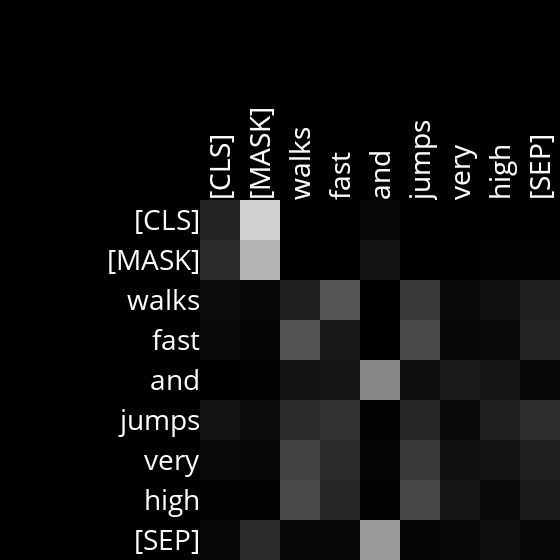 [CLS] [MASK] walks fast and jumps very high [SEP]
[CLS]
[MASK]
walks
fast
and
jumps
very
high
[SEP]